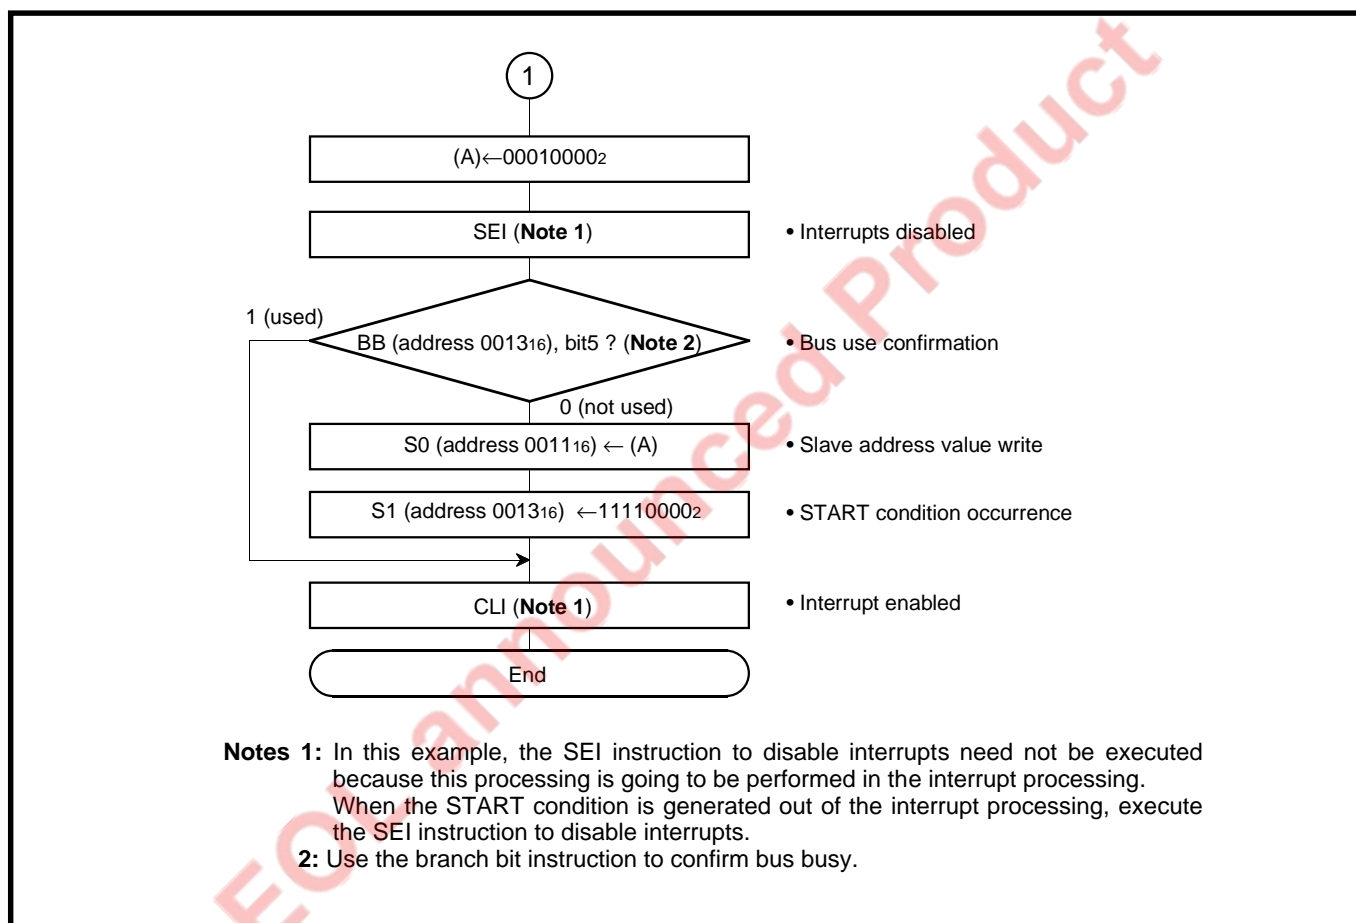 1
(A)←00010000₂
SEI (Note 1)
• Interrupts disabled
1 (used)
BB (address 0013₁₆), bit5 ? (Note 2)
• Bus use confirmation
0 (not used)
S0 (address 0011₁₆) ← (A)
• Slave address value write
S1 (address 0013₁₆) ←11110000₂
• START condition occurrence
CLI (Note 1)
• Interrupt enabled
End
Notes 1: In this example, the SEI instruction to disable interrupts need not be executed
because this processing is going to be performed in the interrupt processing.
When the START condition is generated out of the interrupt processing, execute
the SEI instruction to disable interrupts.
2: Use the branch bit instruction to confirm bus busy.
EOL announced Product